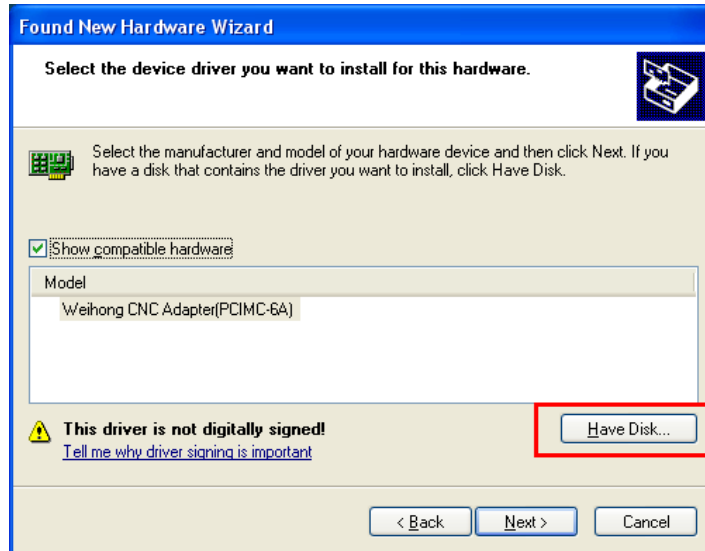 Found New Hardware Wizard
Select the device driver you want to install for this hardware.
Select the manufacturer and model of your hardware device and then click Next. If you
have a disk that contains the driver you want to install, click Have Disk.
Show compatible hardware
Model
Weihong CNC Adapter(PCIMC-6A)
This driver is not digitally signed!
Have Disk...
Tell me why driver signing is important
< Back
Next >
Cancel